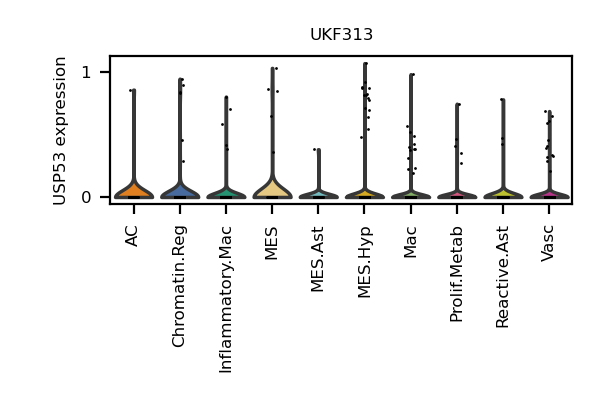 UKF313
USP53 expression
1
0
AC
Chromatin.Reg
Inflammatory.Mac
MES
MES.Ast
MES.Hyp
Mac
Prolif.Metab
Reactive.Ast
Vasc